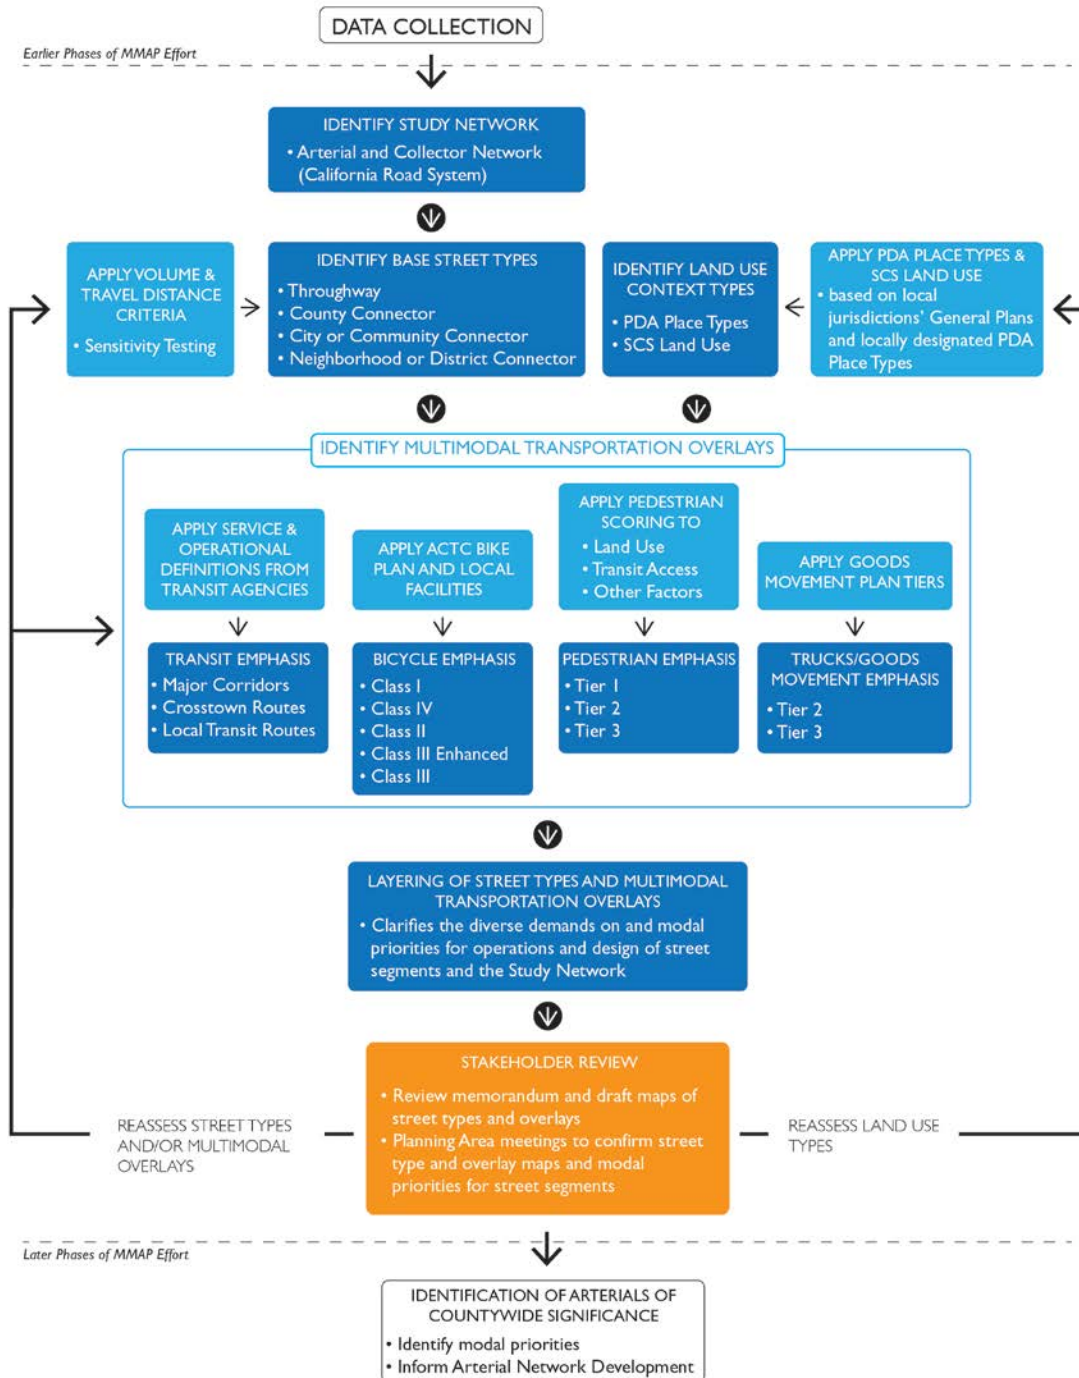 DATA COLLECTION
Earlier Phases of MMAP Effort
IDENTIFY STUDY NETWORK
• Arterial and Collector Network
(California Road System)
APPLY VOLUME &
TRAVEL DISTANCE
CRITERIA
• Sensitivity Testing
IDENTIFY BASE STREET TYPES
• Throughway
• County Connector
• City or Community Connector
• Neighborhood or District Connector
IDENTIFY LAND USE
CONTEXT TYPES
• PDA Place Types
• SCS Land Use
APPLY PDA PLACE TYPES &
SCS LAND USE
• based on local
jurisdictions' General Plans
and locally designated PDA
Place Types
IDENTIFY MULTIMODAL TRANSPORTATION OVERLAYS
APPLY SERVICE &
OPERATIONAL
DEFINITIONS FROM
TRANSIT AGENCIES
APPLY ACTC BIKE
PLAN AND LOCAL
FACILITIES
APPLY PEDESTRIAN
SCORING TO
• Land Use
• Transit Access
• Other Factors
APPLY GOODS
MOVEMENT PLAN TIERS
TRANSIT EMPHASIS
• Major Corridors
• Crosstown Routes
• Local Transit Routes
BICYCLE EMPHASIS
• Class I
• Class IV
• Class II
• Class III Enhanced
• Class III
PEDESTRIAN EMPHASIS
• Tier 1
• Tier 2
• Tier 3
TRUCKS/GOODS
MOVEMENT EMPHASIS
• Tier 2
• Tier 3
LAYERING OF STREET TYPES AND MULTIMODAL
TRANSPORTATION OVERLAYS
• Clarifies the diverse demands on and modal
priorities for operations and design of street
segments and the Study Network
STAKEHOLDER REVIEW
• Review memorandum and draft maps of
street types and overlays
• Planning Area meetings to confirm street
type and overlay maps and modal
priorities for street segments
REASSESS STREET TYPES
AND/OR MULTIMODAL
OVERLAYS
REASSESS LAND USE
TYPES
Later Phases of MMAP Effort
IDENTIFICATION OF ARTERIALS OF
COUNTYWIDE SIGNIFICANCE
• Identify modal priorities
• Inform Arterial Network Development